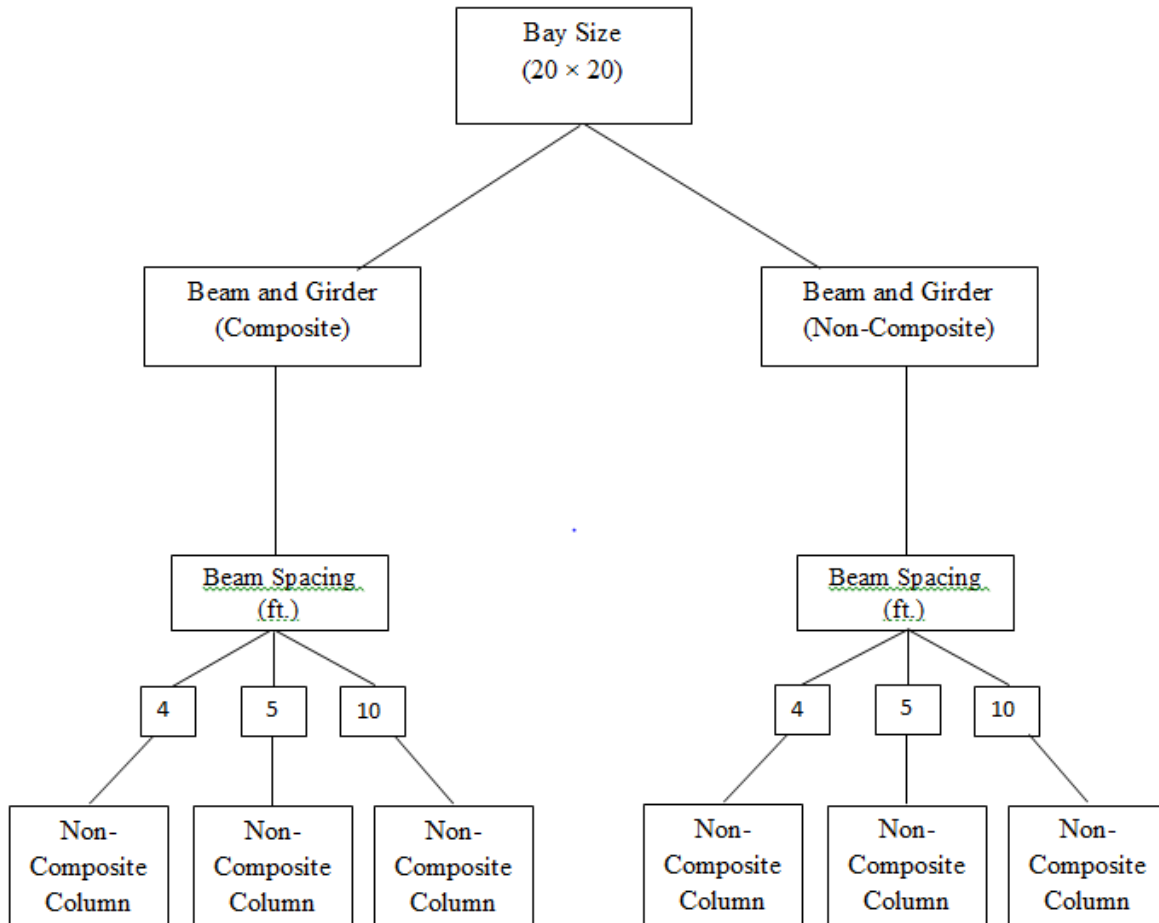 Bay Size
(20 × 20)
Beam and Girder
(Composite)
Beam and Girder
(Non-Composite)
Beam Spacing
(ft.)
Beam Spacing
(ft.)
4
5
10
4
5
10
Non-
Composite
Column
Non-
Composite
Column
Non-
Composite
Column
Non-
Composite
Column
Non-
Composite
Column
Non-
Composite
Column